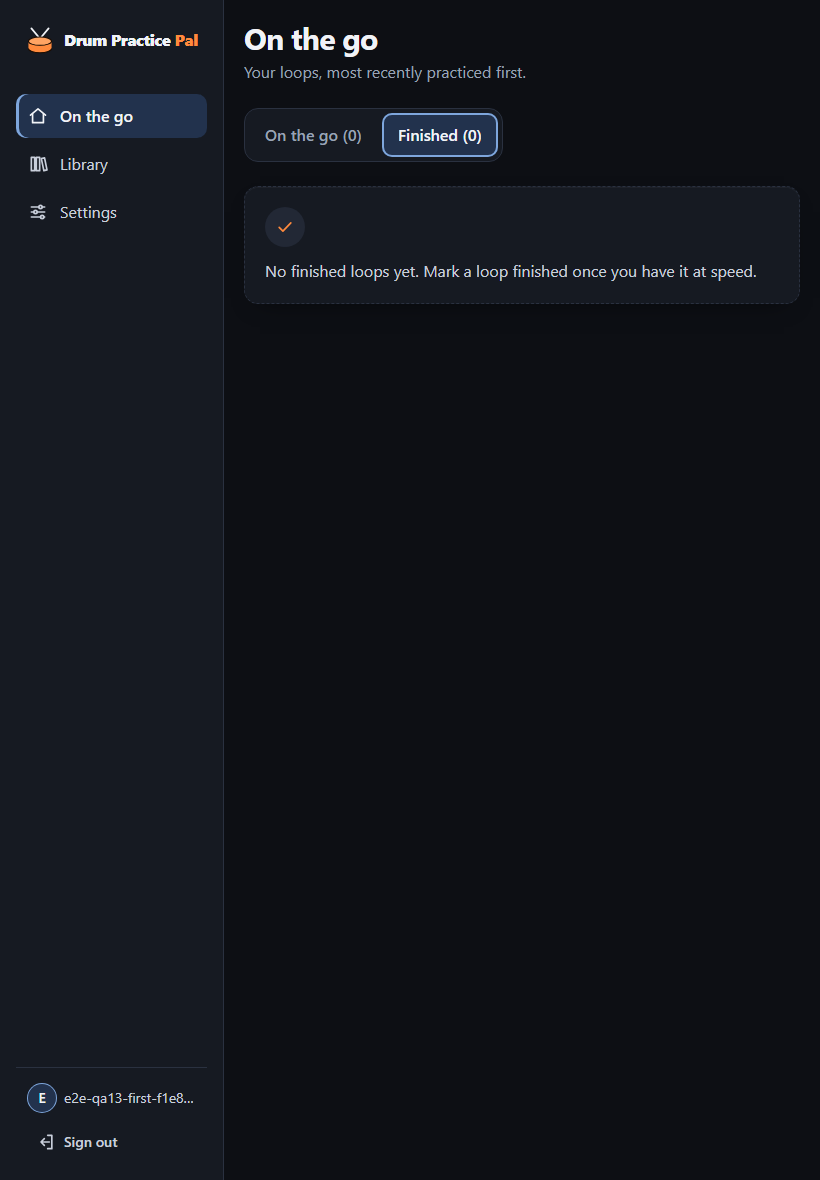 Drum Practice Pal
On the go
Library
Settings
On the go
Your loops, most recently practiced first.
On the go (0)
Finished (0)
No finished loops yet. Mark a loop finished once you have it at speed.
E
e2e-qa13-first-f1e8...
Sign out